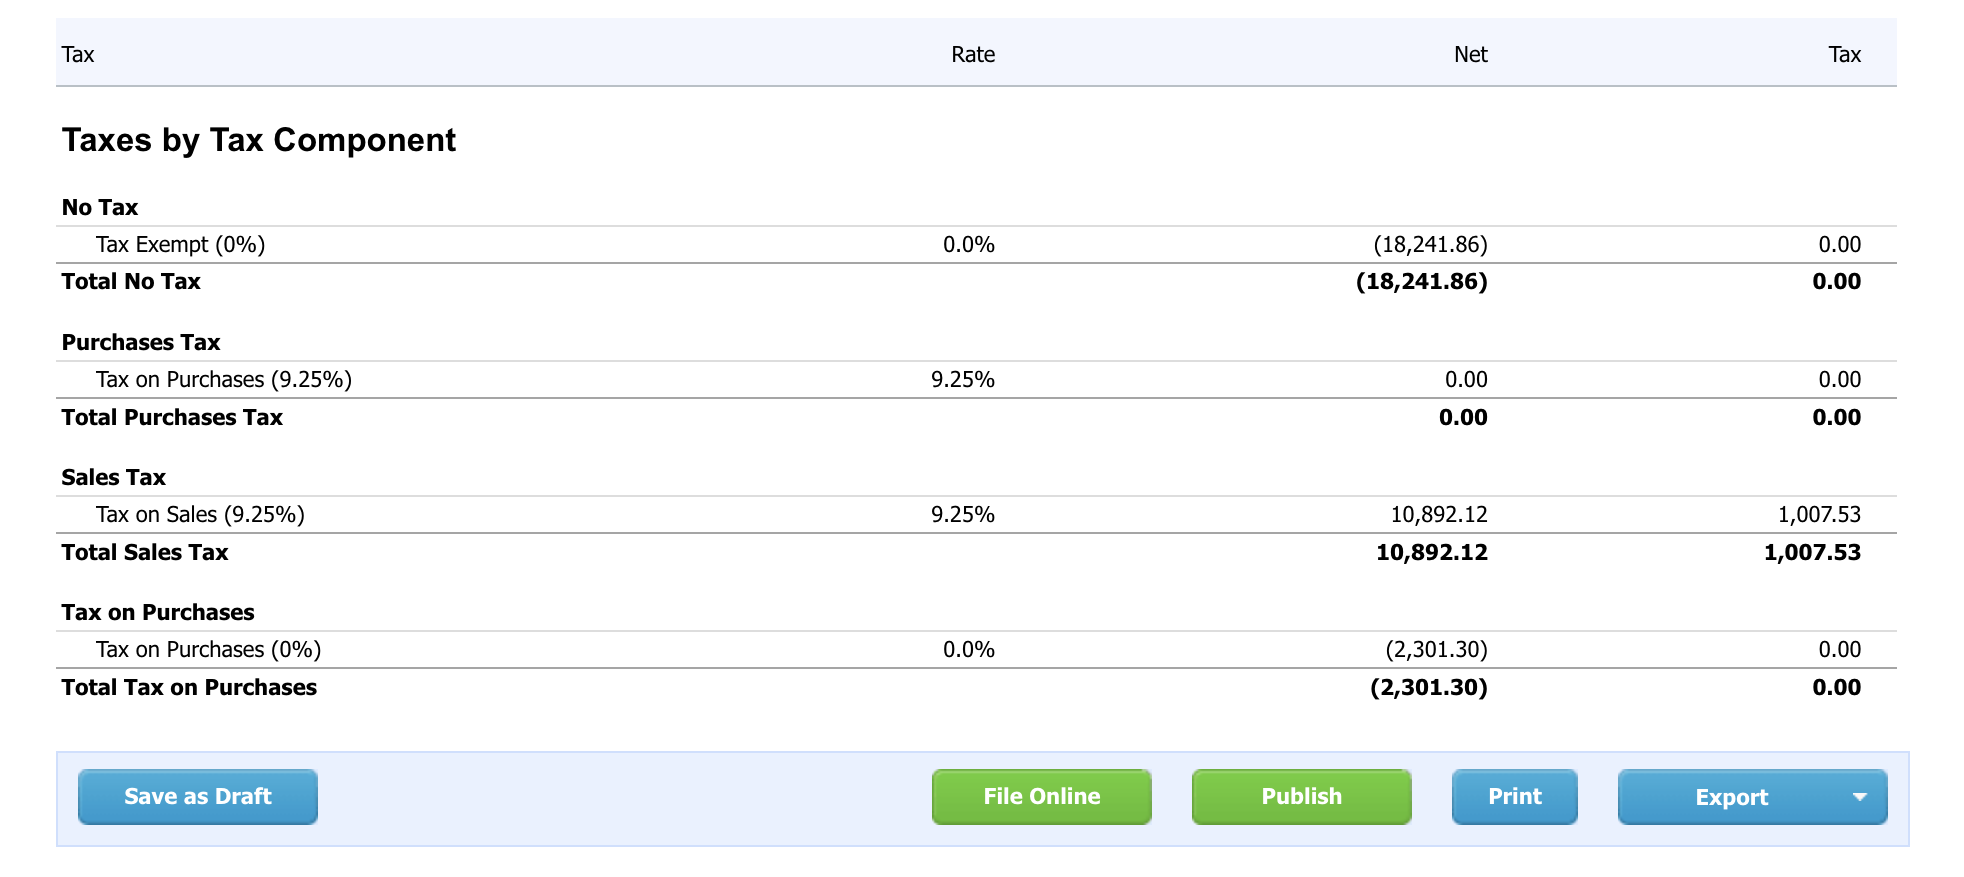 Tax Rate Net Tax
Taxes by Tax Component
No Tax
Tax Exempt (0%) 0.0% (18,241.86) 0.00
Total No Tax (18,241.86) 0.00
Purchases Tax
Tax on Purchases (9.25%) 9.25% 0.00 0.00
Total Purchases Tax 0.00 0.00
Sales Tax
Tax on Sales (9.25%) 9.25% 10,892.12 1,007.53
Total Sales Tax 10,892.12 1,007.53
Tax on Purchases
Tax on Purchases (0%) 0.0% (2,301.30) 0.00
Total Tax on Purchases (2,301.30) 0.00
Save as Draft File Online Publish Print Export